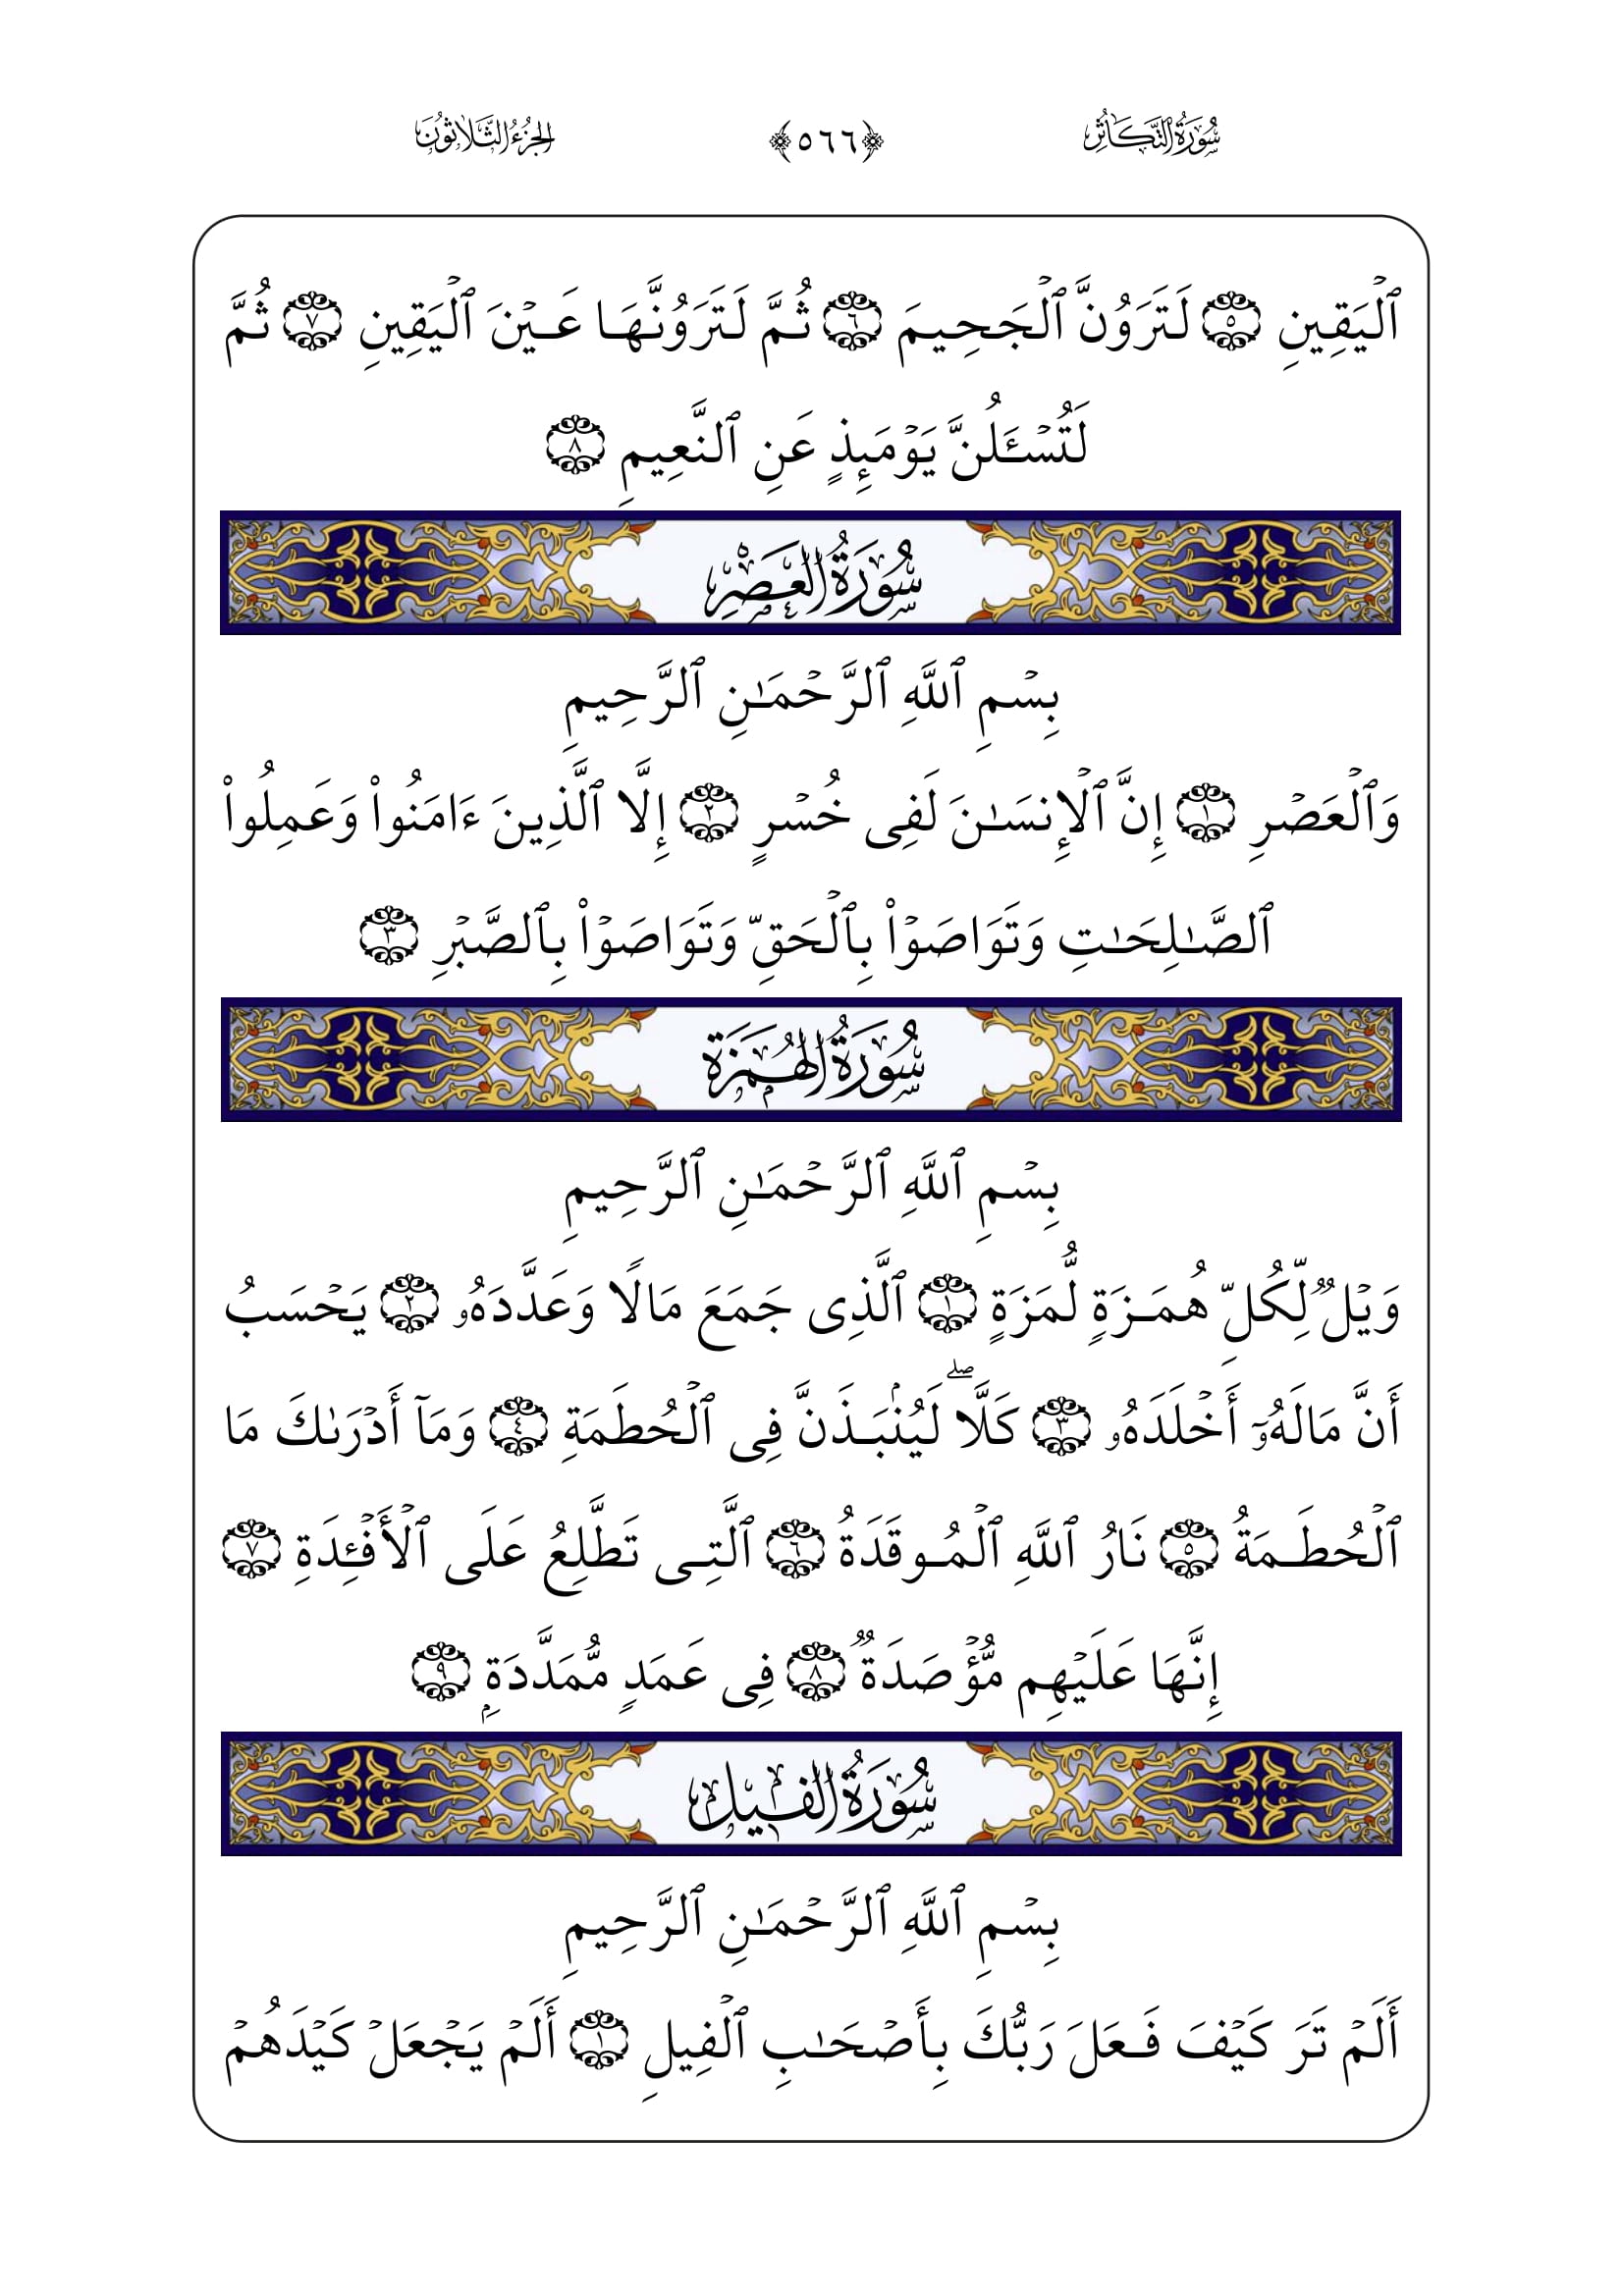 سُورَةُ التَّكَاثُرِ ﴿٥٦٦﴾ الجُزْءُ الثَّلَاثُونَ
ٱلْيَقِينِ ٥ لَتَرَوُنَّ ٱلْجَحِيمَ ٦ ثُمَّ لَتَرَوُنَّهَا عَيْنَ ٱلْيَقِينِ ٧ ثُمَّ
لَتُسْـَٔلُنَّ يَوْمَئِذٍ عَنِ ٱلنَّعِيمِ ٨
سُورَةُ العَصْرِ
بِسْمِ ٱللَّهِ ٱلرَّحْمَـٰنِ ٱلرَّحِيمِ
وَٱلْعَصْرِ ١ إِنَّ ٱلْإِنسَـٰنَ لَفِى خُسْرٍ ٢ إِلَّا ٱلَّذِينَ ءَامَنُوا۟ وَعَمِلُوا۟
ٱلصَّـٰلِحَـٰتِ وَتَوَاصَوْا۟ بِٱلْحَقِّ وَتَوَاصَوْا۟ بِٱلصَّبْرِ ٣
سُورَةُ الهُمَزَةِ
بِسْمِ ٱللَّهِ ٱلرَّحْمَـٰنِ ٱلرَّحِيمِ
وَيْلٌ لِّكُلِّ هُمَزَةٍ لُّمَزَةٍ ١ ٱلَّذِى جَمَعَ مَالًا وَعَدَّدَهُۥ ٢ يَحْسَبُ
أَنَّ مَالَهُۥٓ أَخْلَدَهُۥ ٣ كَلَّا ۖ لَيُنۢبَذَنَّ فِى ٱلْحُطَمَةِ ٤ وَمَآ أَدْرَىٰكَ مَا
ٱلْحُطَمَةُ ٥ نَارُ ٱللَّهِ ٱلْمُوقَدَةُ ٦ ٱلَّتِى تَطَّلِعُ عَلَى ٱلْأَفْـِٔدَةِ ٧
إِنَّهَا عَلَيْهِم مُّؤْصَدَةٌ ٨ فِى عَمَدٍ مُّمَدَّدَةٍۭ ٩
سُورَةُ الفِيلِ
بِسْمِ ٱللَّهِ ٱلرَّحْمَـٰنِ ٱلرَّحِيمِ
أَلَمْ تَرَ كَيْفَ فَعَلَ رَبُّكَ بِأَصْحَـٰبِ ٱلْفِيلِ ١ أَلَمْ يَجْعَلْ كَيْدَهُمْ